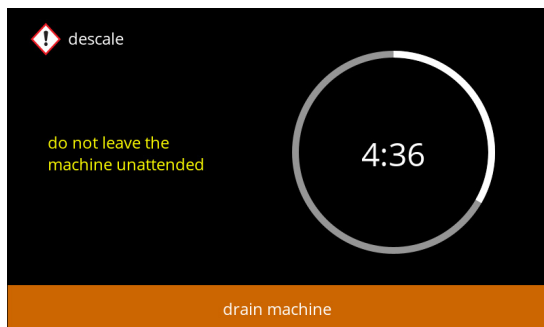 descale
do not leave the
machine unattended
4:36
drain machine